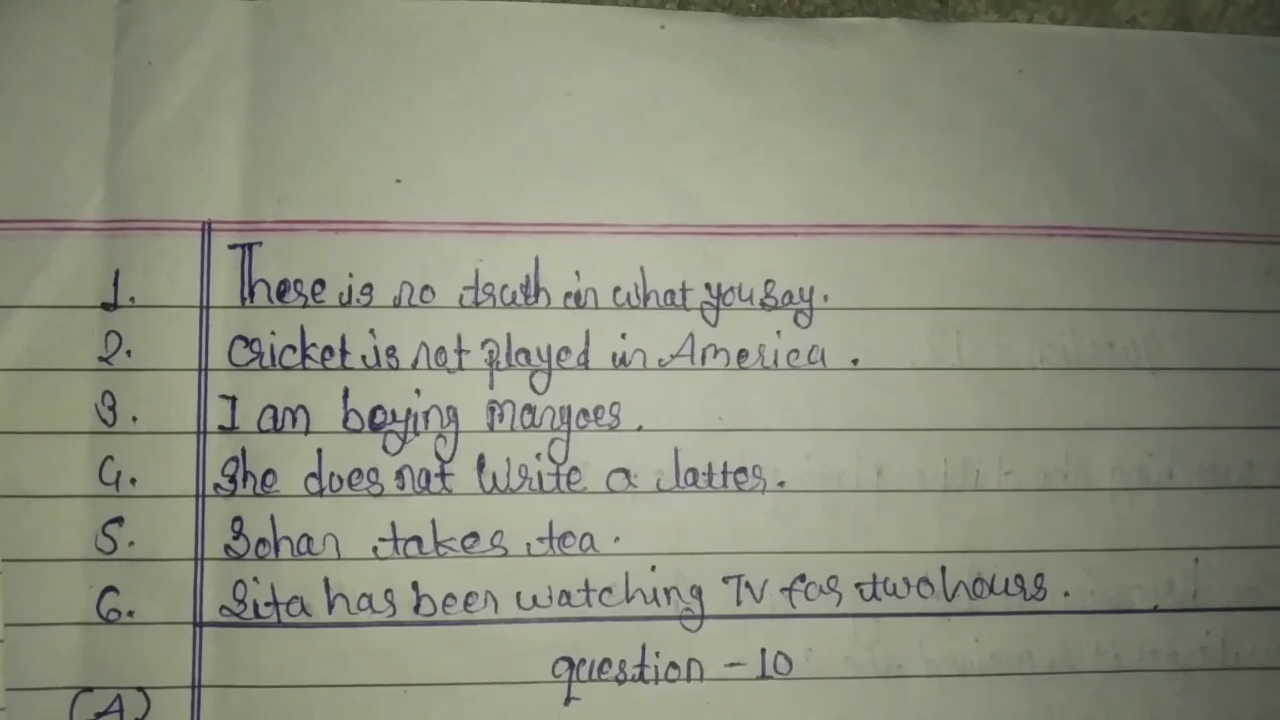 1. There is no truth in what you say.
2. Cricket is not played in America.
3. I am boying mangoes.
4. She does not write a latter.
5. Sohan takes tea.
6. Sita has been watching TV for two hours.
question - 10
(A)